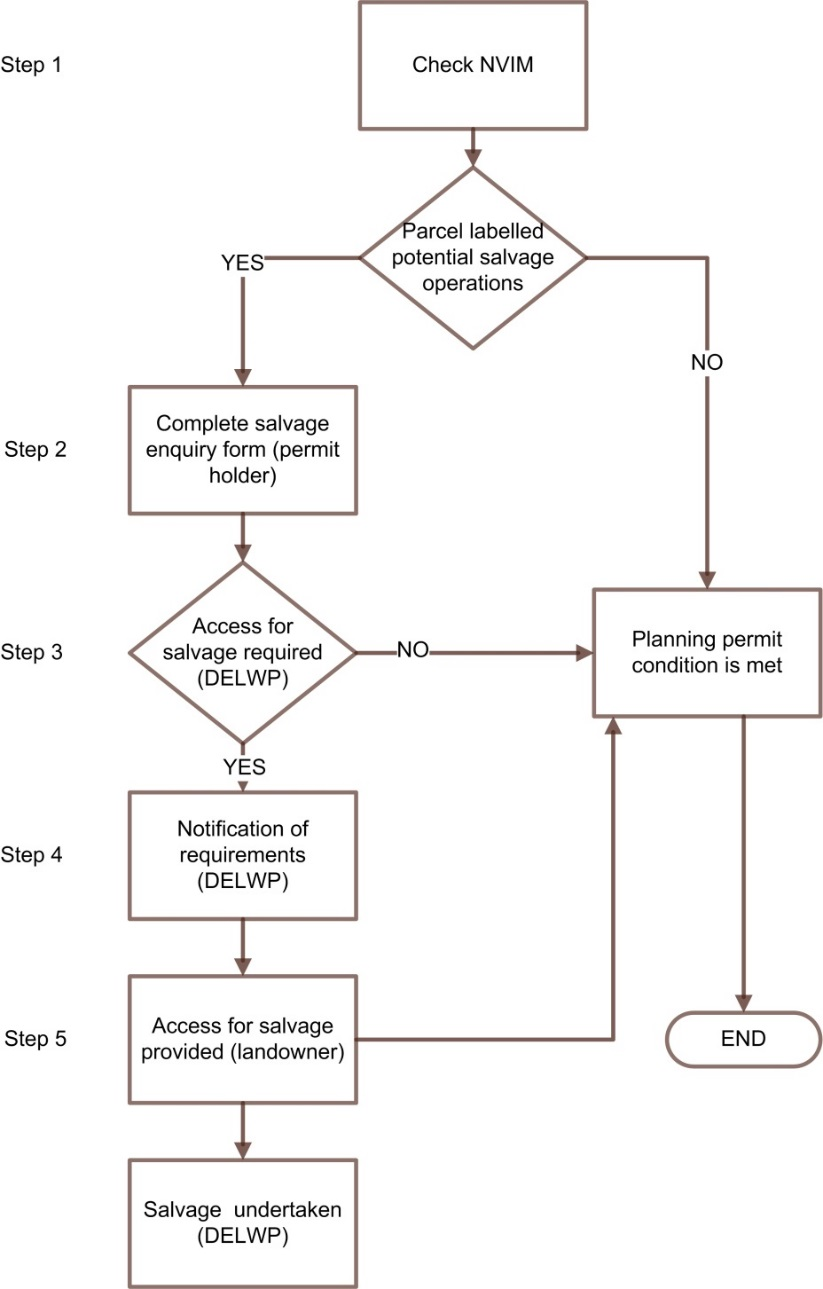 Step 1
Check NVIM
Parcel labelled
potential salvage
operations
YES
NO
Step 2
Complete salvage
enquiry form (permit
holder)
Step 3
Access for
salvage required
(DELWP)
NO
Planning permit
condition is met
YES
Step 4
Notification of
requirements
(DELWP)
Step 5
Access for salvage
provided (landowner)
END
Salvage undertaken
(DELWP)